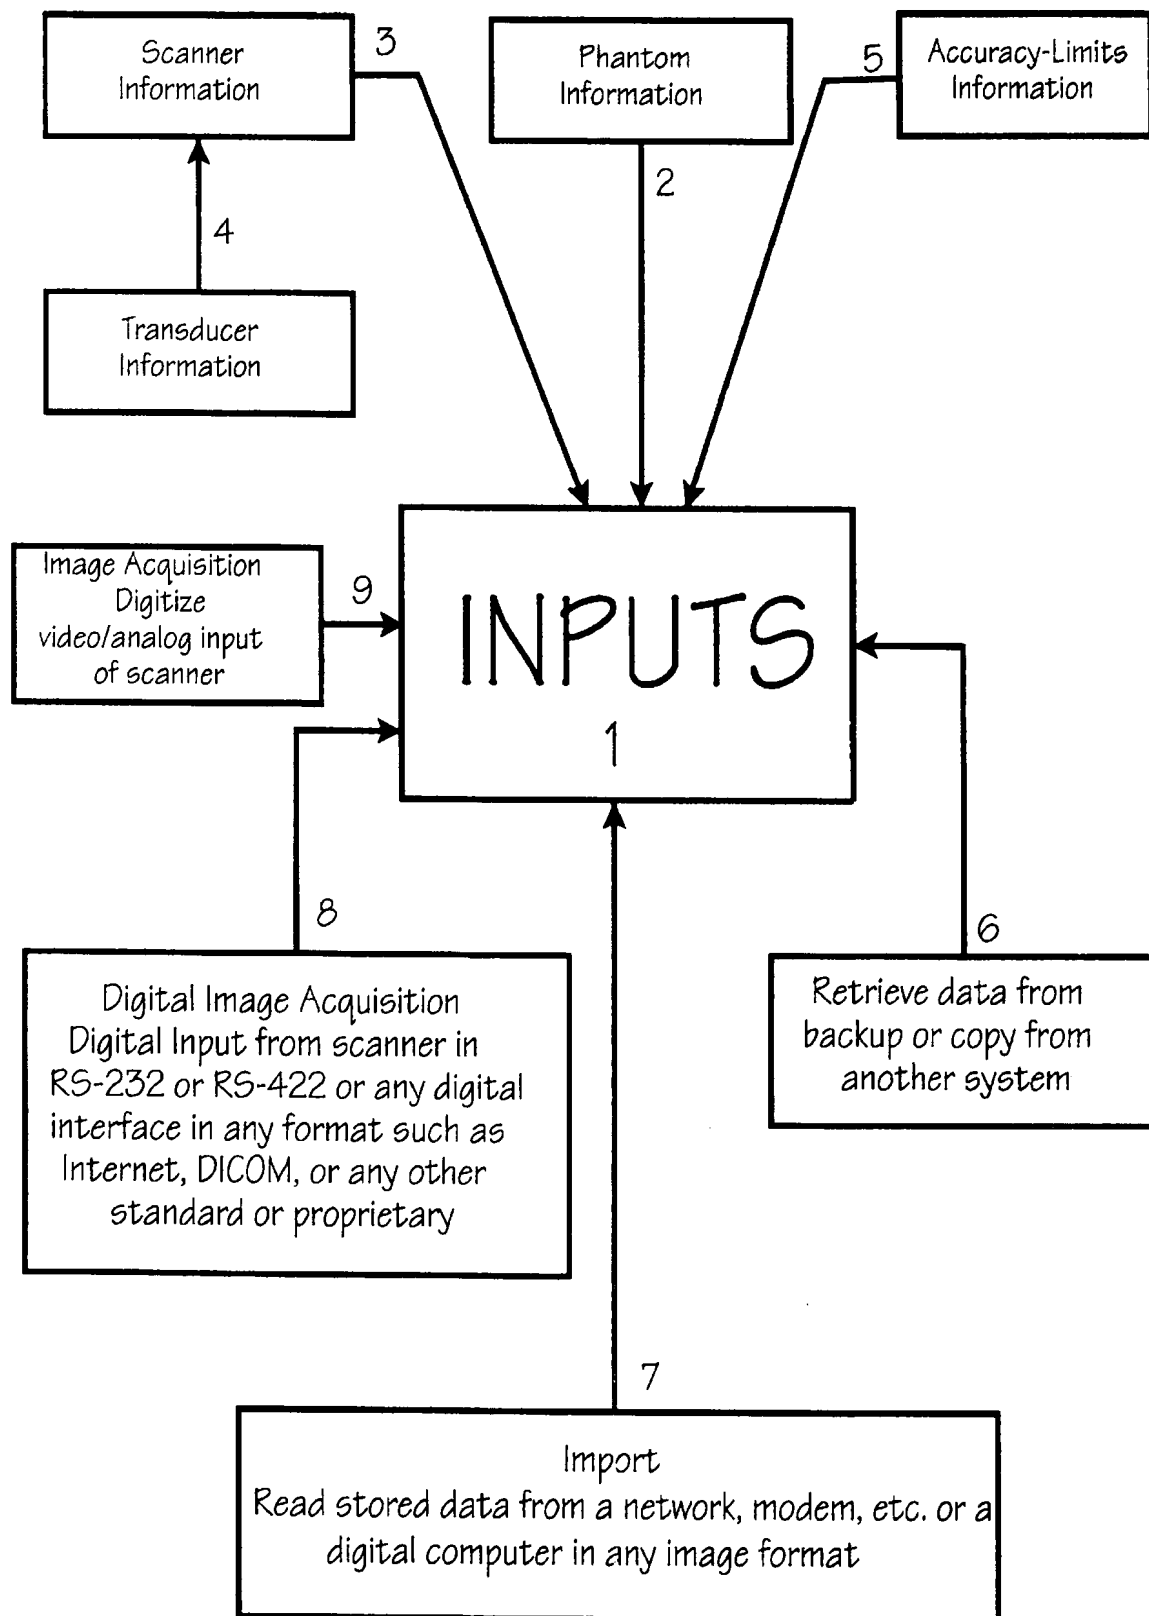 Scanner
Information
3
Phantom
Information
5
Accuracy-Limits
Information
2
4
Transducer
Information
Image Acquisition
Digitize
video/analog input
of scanner
9
INPUTS
1
8
Digital Image Acquisition
Digital Input from scanner in
RS-232 or RS-422 or any digital
interface in any format such as
Internet, DICOM, or any other
standard or proprietary
6
Retrieve data from
backup or copy from
another system
7
Import
Read stored data from a network, modem, etc. or a
digital computer in any image format